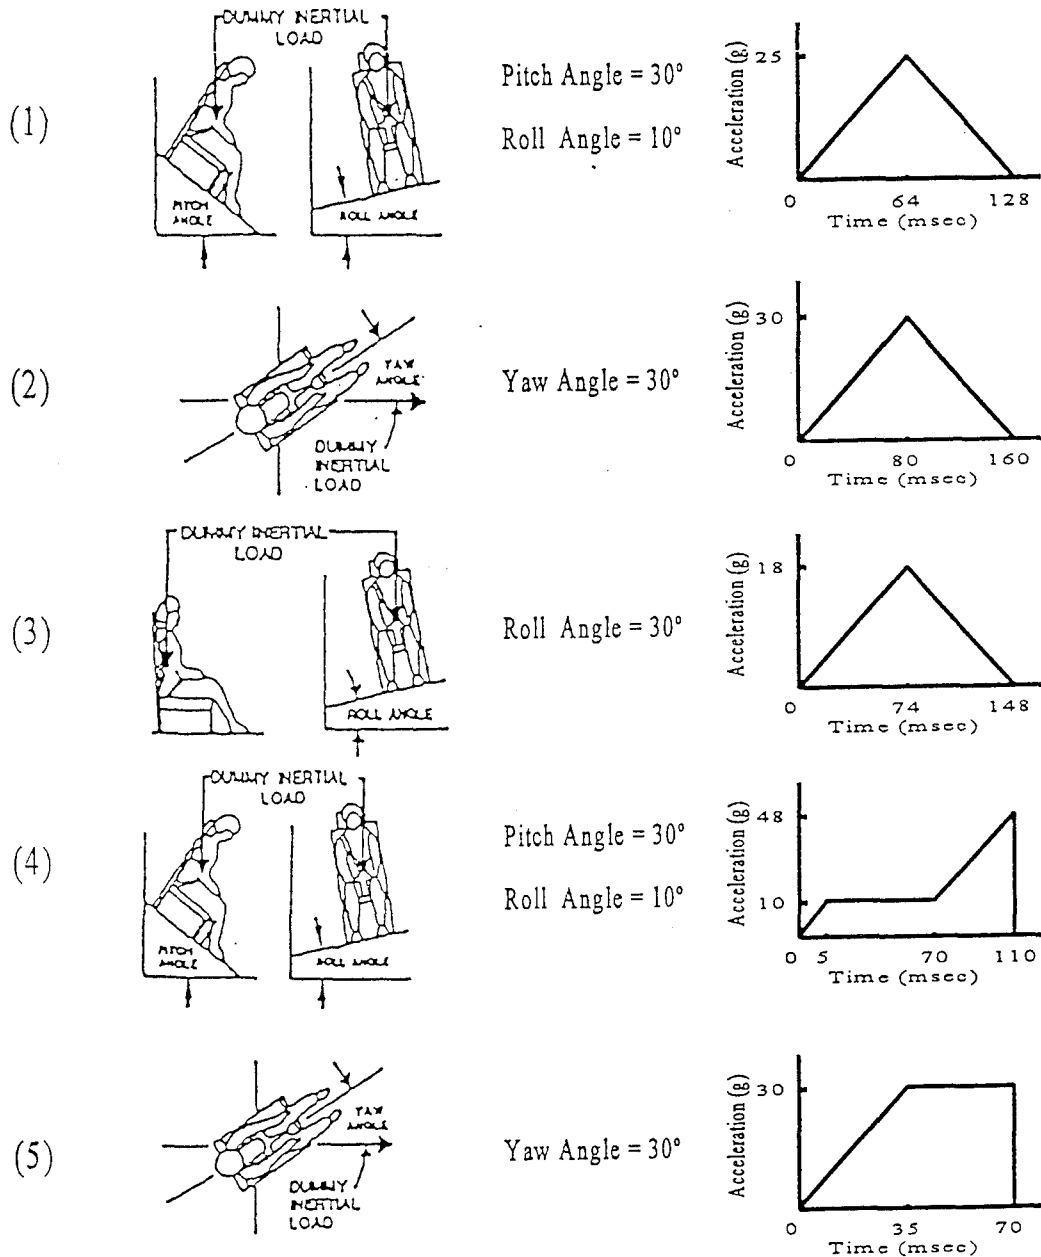 (1)
DUMMY INERTIAL
LOAD
PITCH
ANGLE
ROLL ANGLE
Pitch Angle = 30°
Roll Angle = 10°
Acceleration (g)
25
0 64 128
Time (msec)
(2)
YAW
ANGLE
DUMMY
INERTIAL
LOAD
Yaw Angle = 30°
Acceleration (g)
30
0 80 160
Time (msec)
(3)
DUMMY INERTIAL
LOAD
ROLL ANGLE
Roll Angle = 30°
Acceleration (g)
18
0 74 148
Time (msec)
(4)
DUMMY INERTIAL
LOAD
PITCH
ANGLE
ROLL ANGLE
Pitch Angle = 30°
Roll Angle = 10°
Acceleration (g)
48
10
0 5 70 110
Time (msec)
(5)
YAW
ANGLE
DUMMY
INERTIAL
LOAD
Yaw Angle = 30°
Acceleration (g)
30
0 35 70
Time (msec)